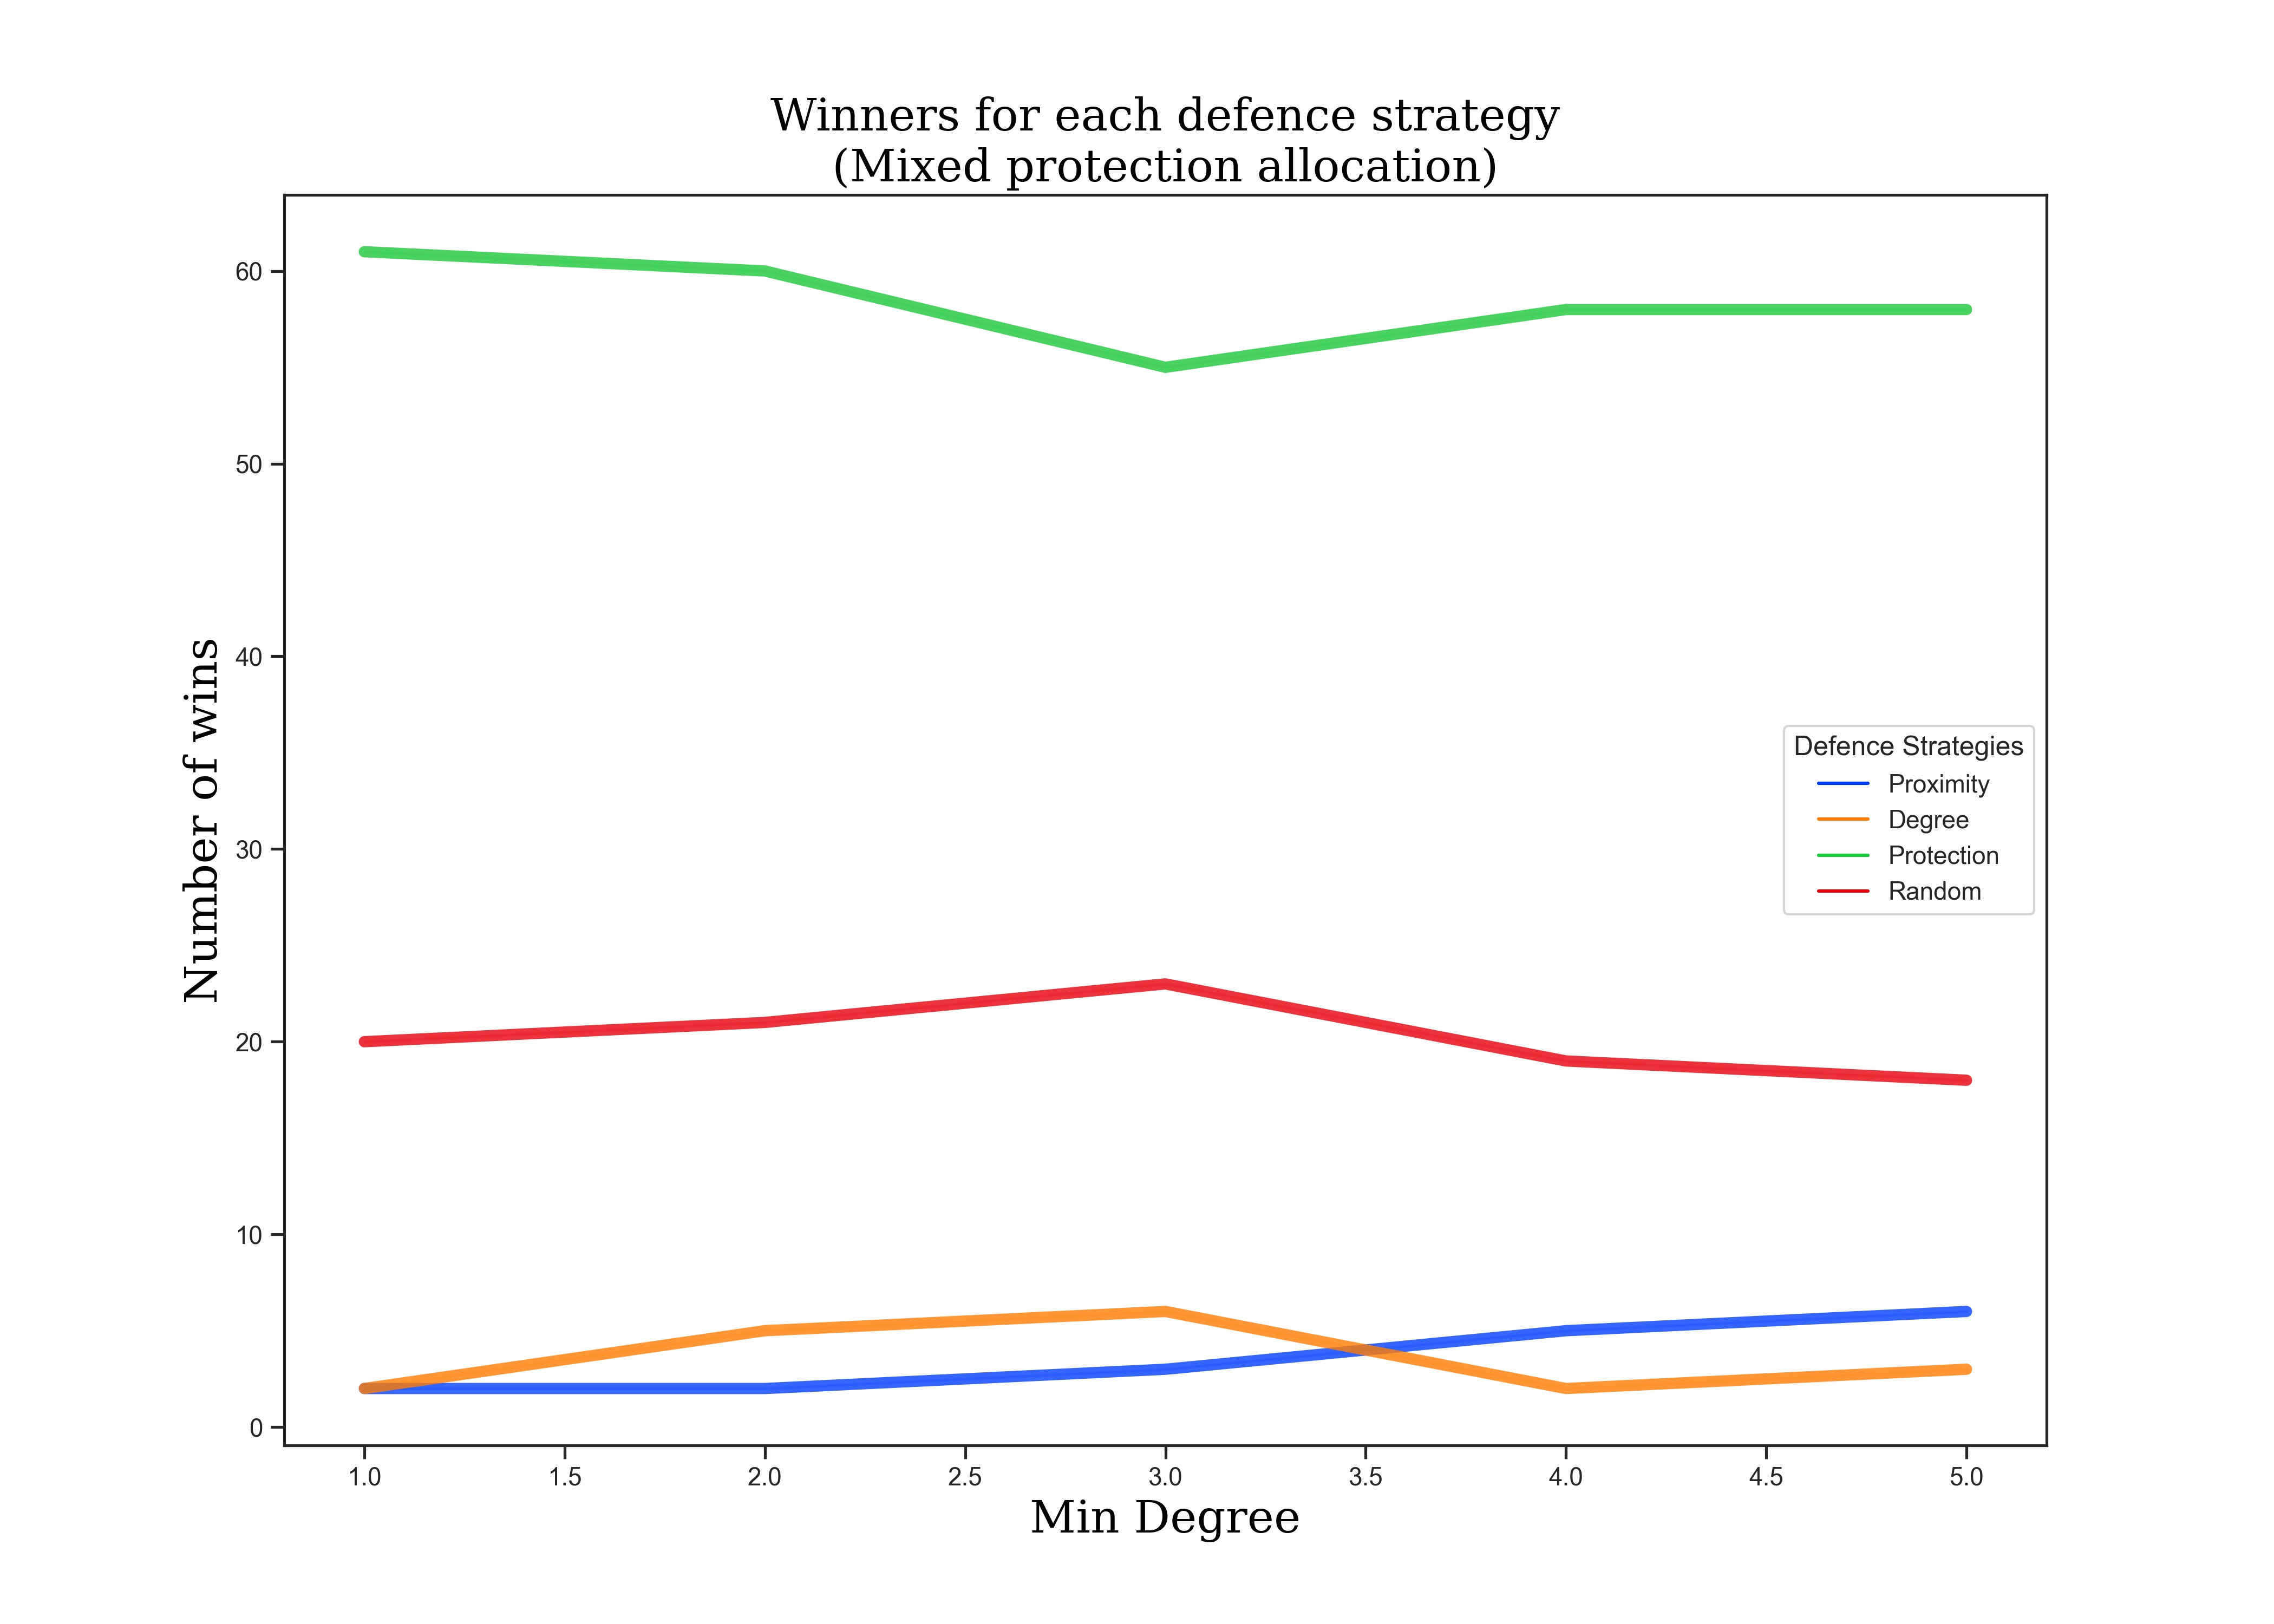 Winners for each defence strategy
(Mixed protection allocation)
Number of wins
60
50
40
30
20
10
0
Defence Strategies
Proximity
Degree
Protection
Random
1.0 1.5 2.0 2.5 3.0 3.5 4.0 4.5 5.0
Min Degree